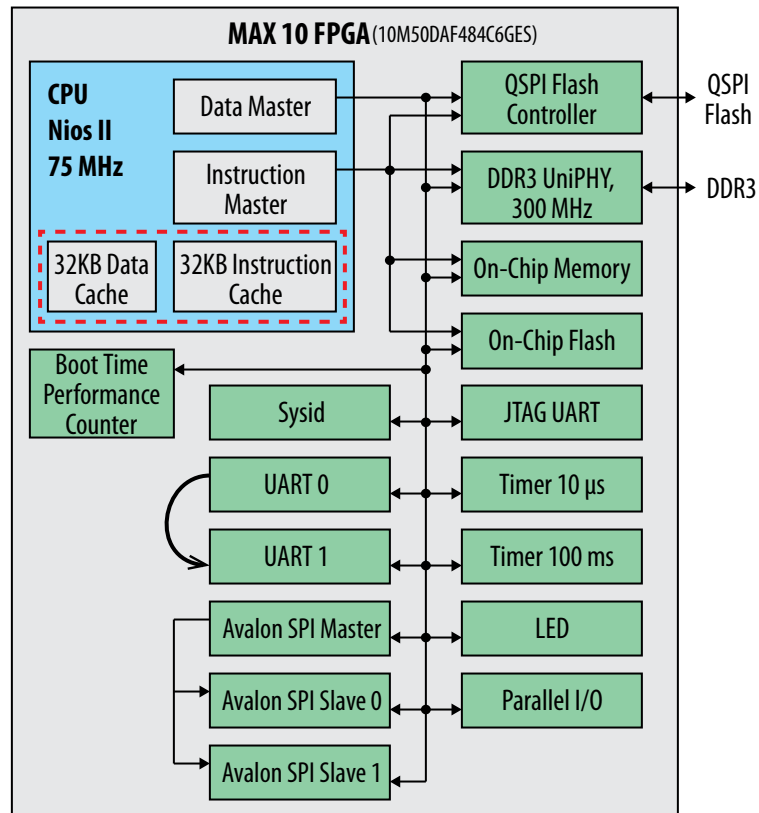 MAX 10 FPGA (10M50DAF484C6GES)
CPU
Nios II
75 MHz
Data Master
Instruction
Master
32KB Data
Cache
32KB Instruction
Cache
QSPI Flash
Controller
QSPI
Flash
DDR3 UniPHY,
300 MHz
DDR3
On-Chip Memory
On-Chip Flash
Boot Time
Performance
Counter
Sysid
JTAG UART
UART 0
Timer 10 µs
UART 1
Timer 100 ms
Avalon SPI Master
LED
Avalon SPI Slave 0
Parallel I/O
Avalon SPI Slave 1